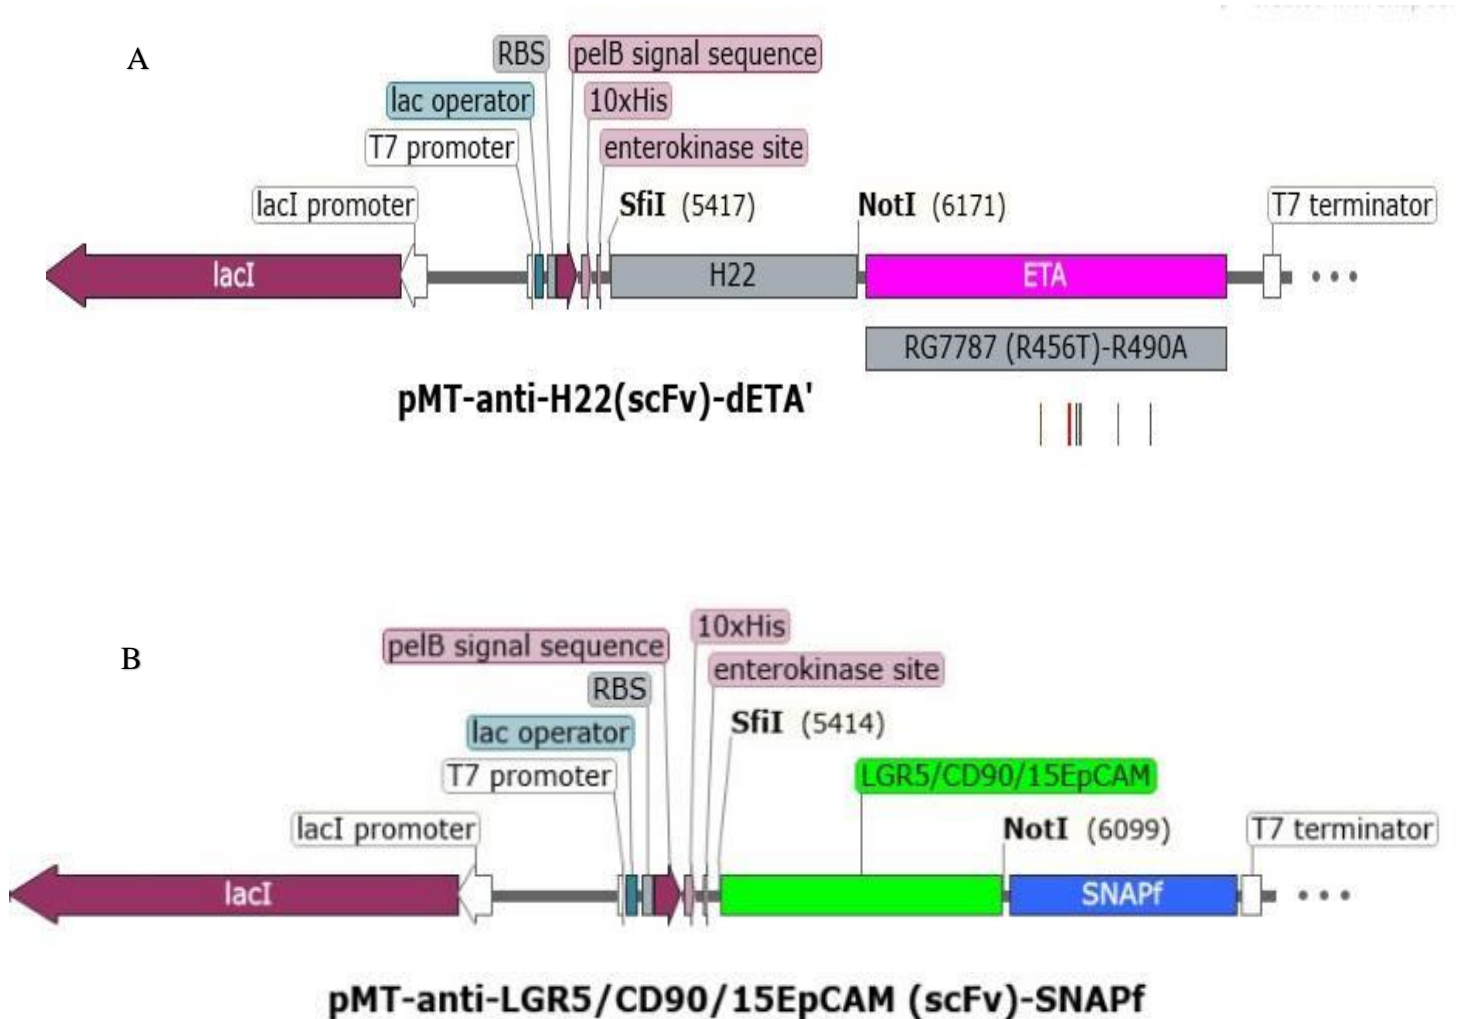 A
RBS
pelB signal sequence
lac operator
10xHis
T7 promoter
enterokinase site
lacI promoter
SfiI (5417)
NotI (6171)
T7 terminator
lacI
H22
ETA
RG7787 (R456T)-R490A
pMT-anti-H22(scFv)-dETA'
B
10xHis
pelB signal sequence
enterokinase site
RBS
SfiI (5414)
lac operator
T7 promoter
LGR5/CD90/15EpCAM
lacI promoter
NotI (6099)
T7 terminator
lacI
SNAPf
pMT-anti-LGR5/CD90/15EpCAM (scFv)-SNAPf